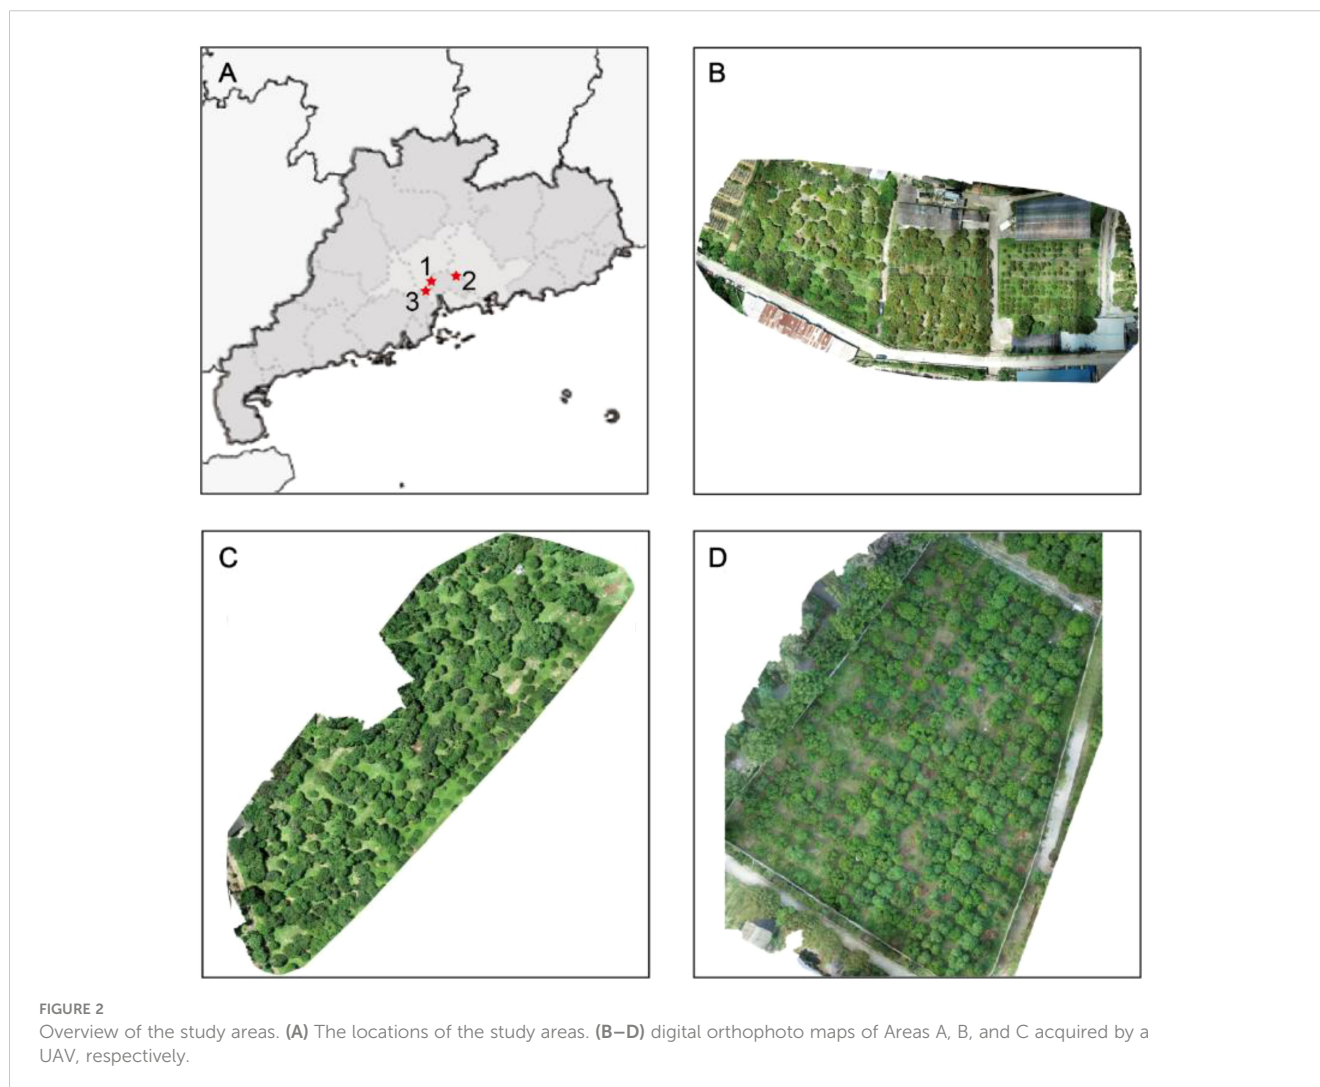 A
B
1
2
3
C
D
FIGURE 2
Overview of the study areas. (A) The locations of the study areas. (B–D) digital orthophoto maps of Areas A, B, and C acquired by a
UAV, respectively.